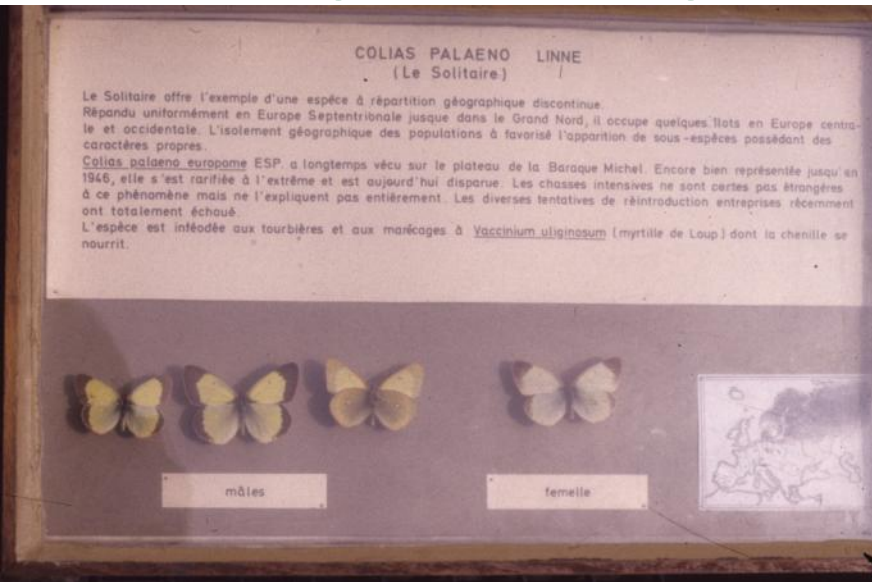 COLIAS PALAENO LINNE
(Le Solitaire)
Le Solitaire offre l'exemple d'une espèce à répartition géographique discontinue.
Répandu uniformément en Europe Septentrionale jusque dans le Grand Nord, il occupe quelques îlots en Europe centra-
le et occidentale. L'isolement géographique des populations à favorisé l'apparition de sous-espèces possédant des
caractères propres.
Colias palaeno europome ESP. a longtemps vécu sur le plateau de la Baraque Michel. Encore bien représentée jusqu'en
1946, elle s'est rarifiée à l'extrême et est aujourd'hui disparue. Les chasses intensives ne sont certes pas étrangères
à ce phénomène mais ne l'expliquent pas entièrement. Les diverses tentatives de réintroduction entreprises récemment
ont totalement échoué.
L'espèce est inféodée aux tourbières et aux marécages à Vaccinium uliginosum (myrtille de Loup) dont la chenille se
nourrit.
mâles
femelle